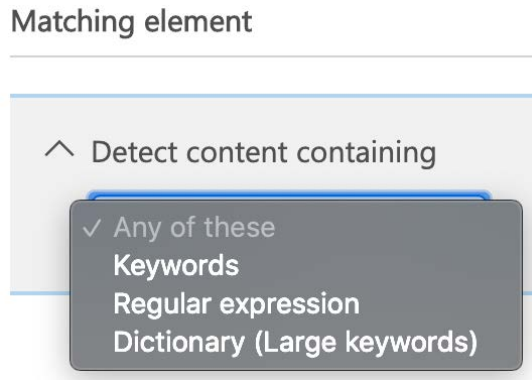 Matching element
Detect content containing
Any of these
Keywords
Regular expression
Dictionary (Large keywords)